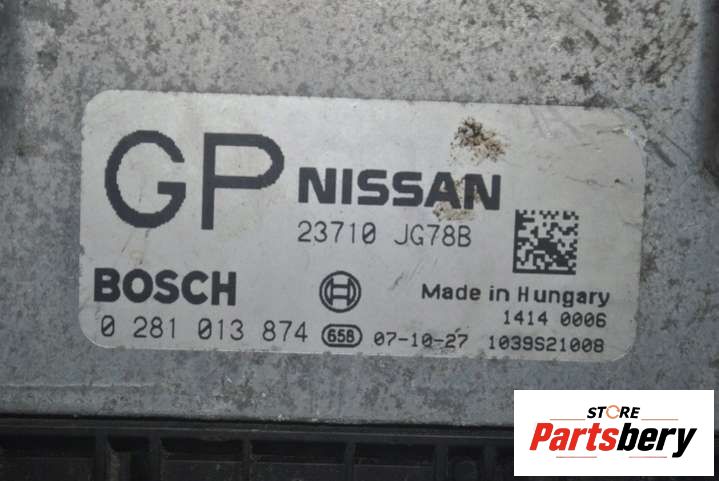 GP NISSAN
23710 JG78B
BOSCH Made in Hungary
1414 0006
0 281 013 874 658 07-10-27 1039S21008
STORE
Partsbery